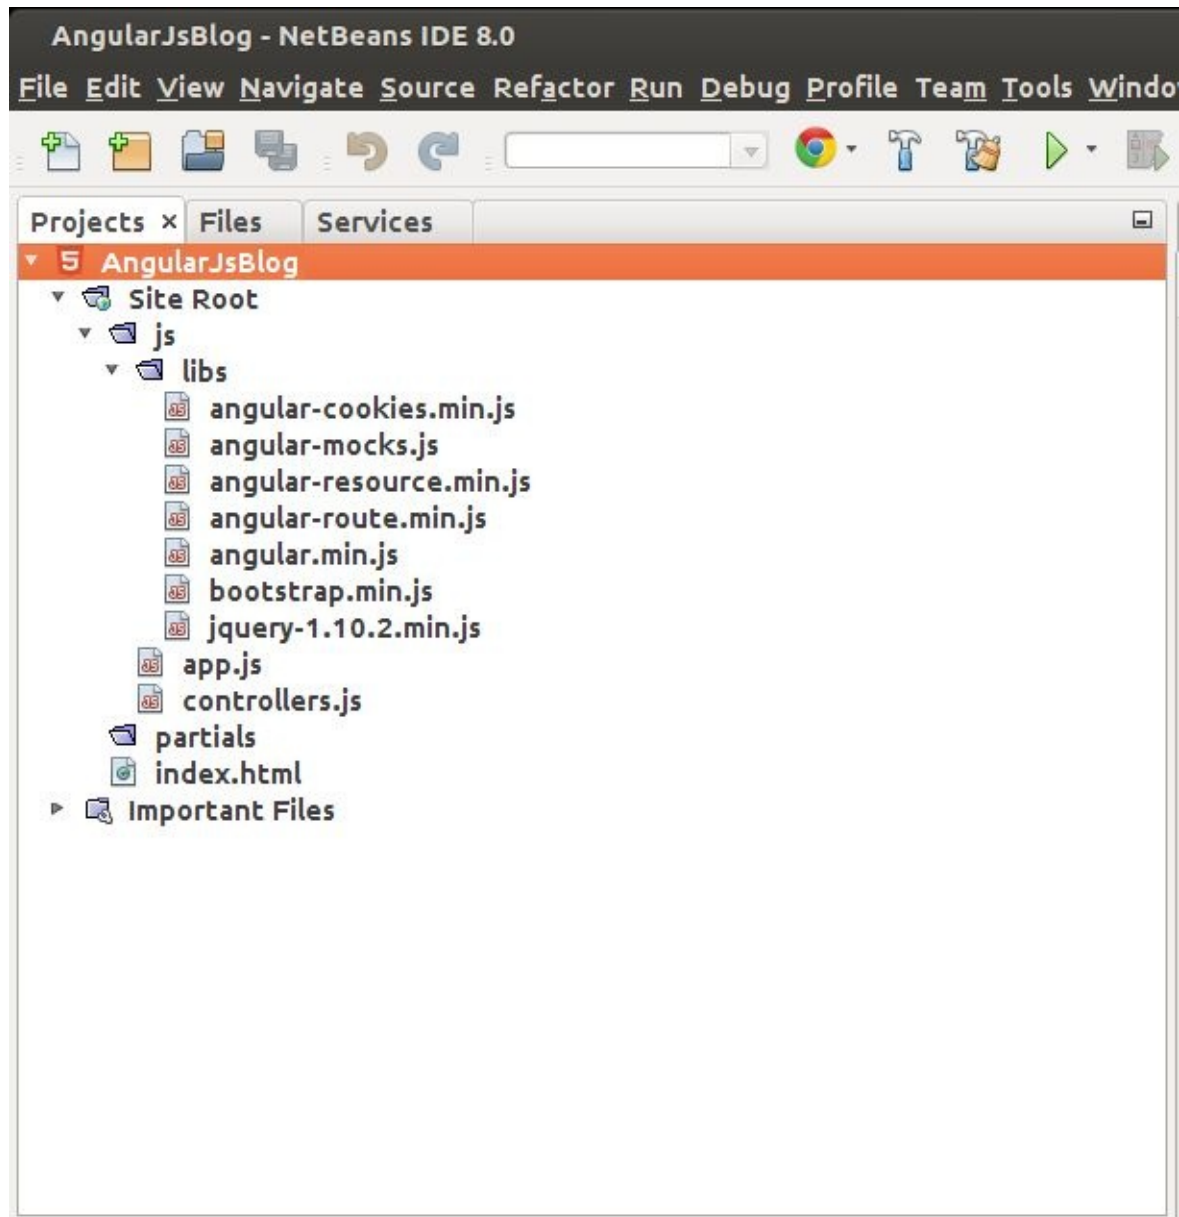 AngularJsBlog - NetBeans IDE 8.0
File Edit View Navigate Source Refactor Run Debug Profile Team Tools Windo
Projects × Files Services
5 AngularJsBlog
Site Root
js
libs
angular-cookies.min.js
angular-mocks.js
angular-resource.min.js
angular-route.min.js
angular.min.js
bootstrap.min.js
jquery-1.10.2.min.js
app.js
controllers.js
partials
index.html
Important Files